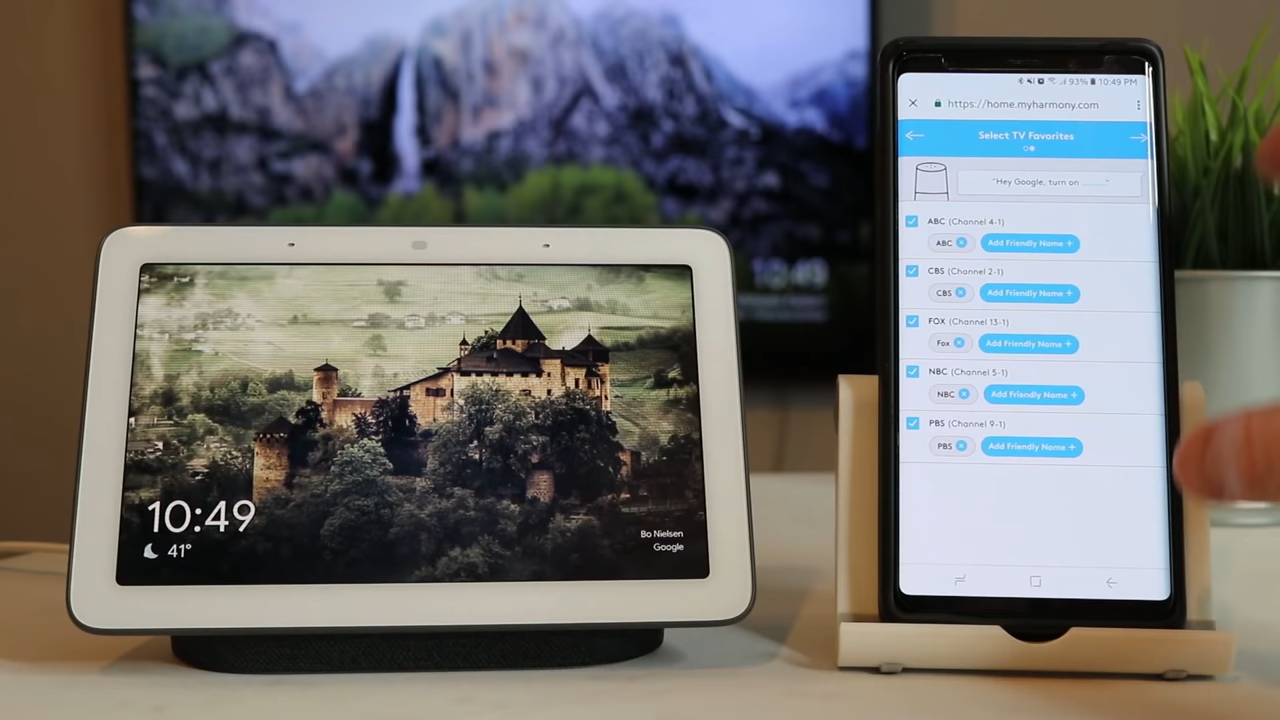 10:49
10:49
41°
Bo Nielsen
Google
93% 10:49 PM
https://home.myharmony.com
Select TV Favorites
"Hey Google, turn on ______"
ABC (Channel 4-1)
ABC Add Friendly Name +
CBS (Channel 2-1)
CBS Add Friendly Name +
FOX (Channel 13-1)
Fox Add Friendly Name +
NBC (Channel 5-1)
NBC Add Friendly Name +
PBS (Channel 9-1)
PBS Add Friendly Name +